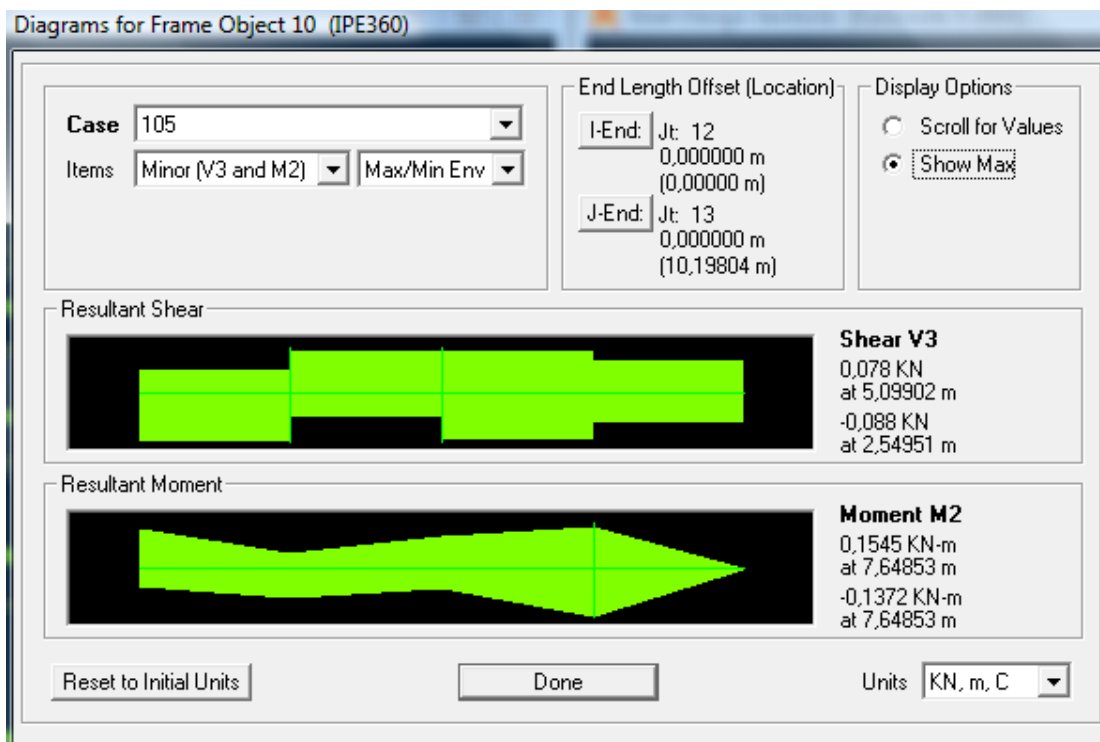 Diagrams for Frame Object 10 (IPE360)
Case 105
Items Minor (V3 and M2) Max/Min Env
End Length Offset (Location)
I-End: Jt: 12
0,000000 m
(0,00000 m)
J-End: Jt: 13
0,000000 m
(10,19804 m)
Display Options
Scroll for Values
Show Max
Resultant Shear
Shear V3
0,078 KN
at 5,09902 m
-0,088 KN
at 2,54951 m
Resultant Moment
Moment M2
0,1545 KN-m
at 7,64853 m
-0,1372 KN-m
at 7,64853 m
Reset to Initial Units
Done
Units KN, m, C